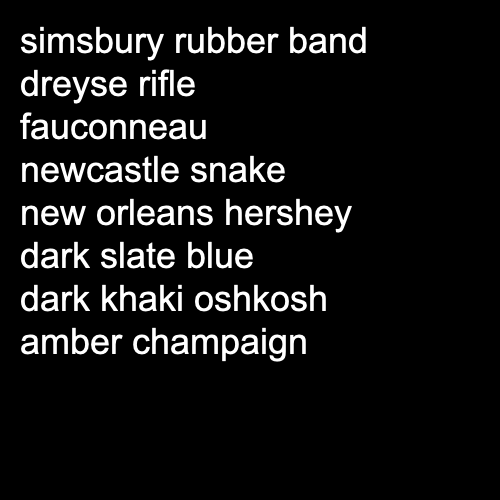 simsbury rubber band
dreyse rifle
fauconneau
newcastle snake
new orleans hershey
dark slate blue
dark khaki oshkosh
amber champaign